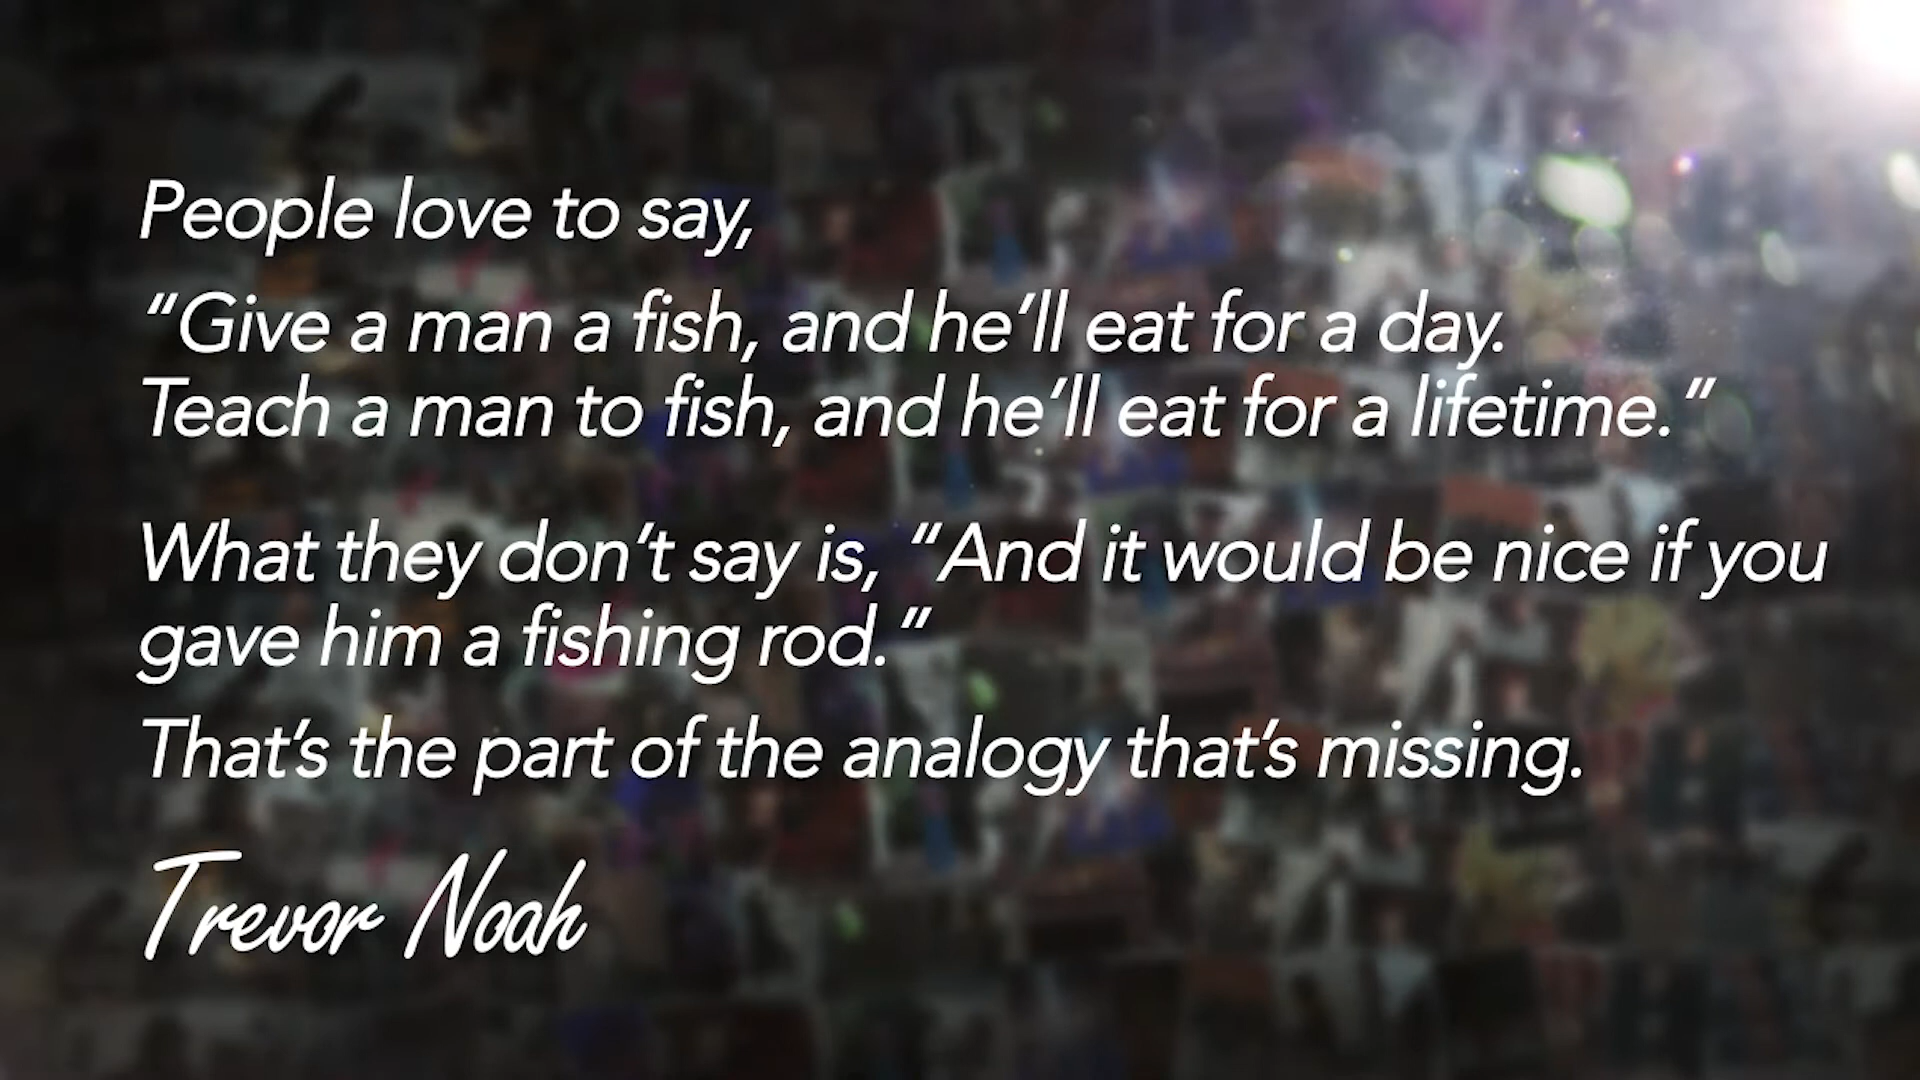 People love to say,
“Give a man a fish, and he’ll eat for a day.
Teach a man to fish, and he’ll eat for a lifetime.”
What they don’t say is, “And it would be nice if you
gave him a fishing rod.”
That’s the part of the analogy that’s missing.
Trevor Noah